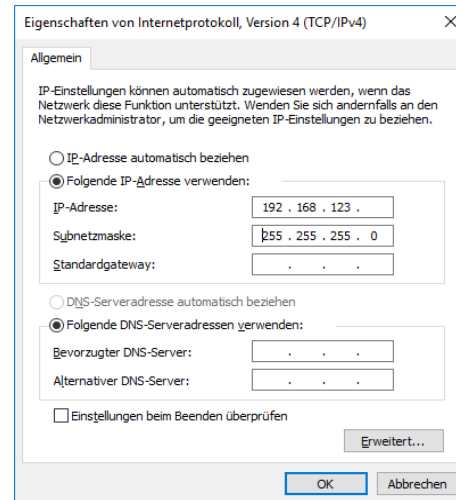 Eigenschaften von Internetprotokoll, Version 4 (TCP/IPv4)
Allgemein
IP-Einstellungen können automatisch zugewiesen werden, wenn das
Netzwerk diese Funktion unterstützt. Wenden Sie sich andernfalls an den
Netzwerkadministrator, um die geeigneten IP-Einstellungen zu beziehen.
IP-Adresse automatisch beziehen
Folgende IP-Adresse verwenden:
IP-Adresse: 192 . 168 . 123 .
Subnetzmaske: 255 . 255 . 255 . 0
Standardgateway: . . .
DNS-Serveradresse automatisch beziehen
Folgende DNS-Serveradressen verwenden:
Bevorzugter DNS-Server: . . .
Alternativer DNS-Server: . . .
Einstellungen beim Beenden überprüfen
Erweitert...
OK Abbrechen